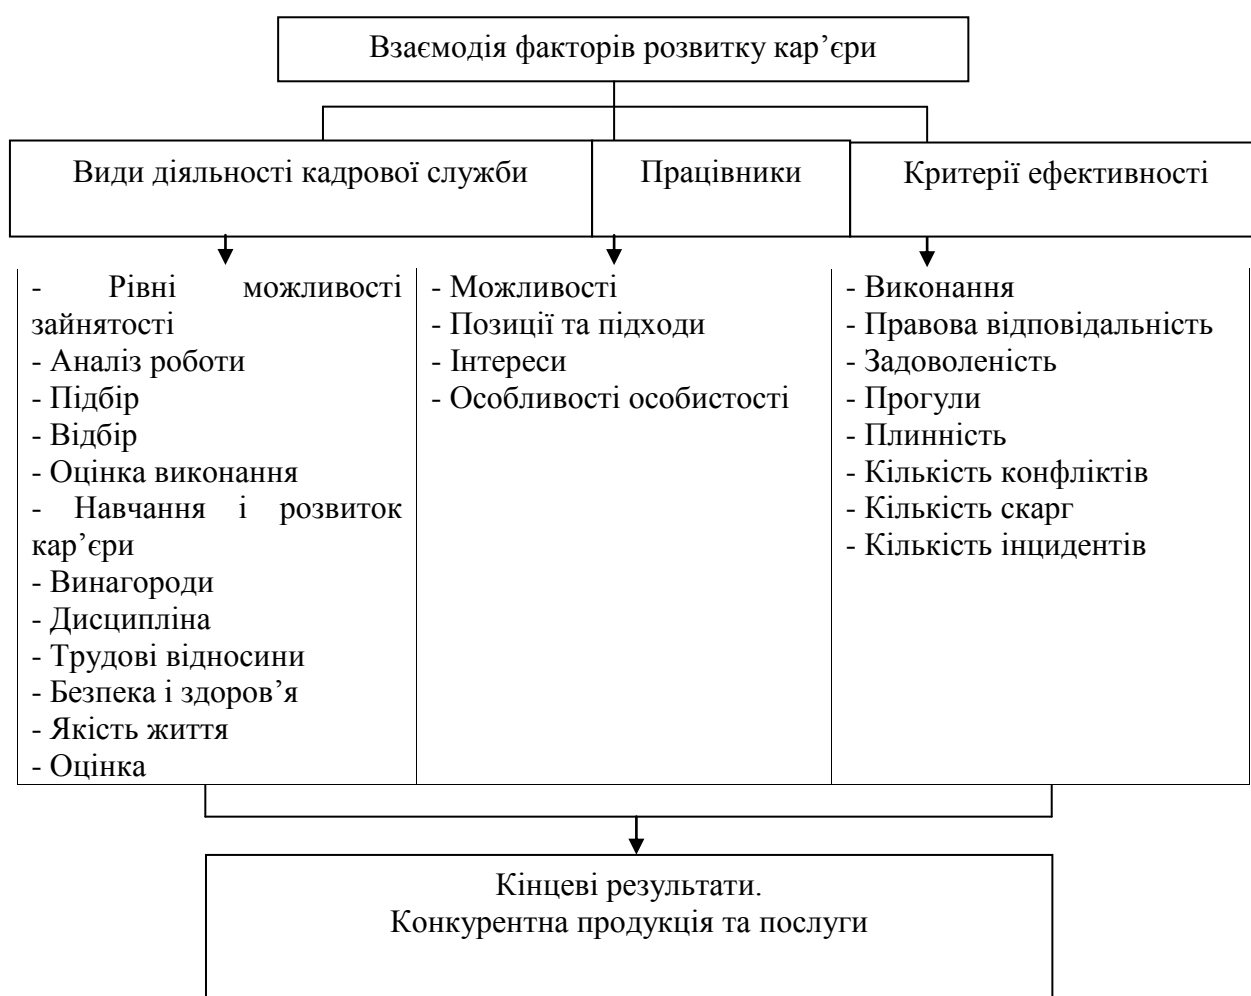 Взаємодія факторів розвитку кар’єри
Види діяльності кадрової служби
Працівники
Критерії ефективності
- Рівні можливості
зайнятості
- Аналіз роботи
- Підбір
- Відбір
- Оцінка виконання
- Навчання і розвиток
кар’єри
- Винагороди
- Дисципліна
- Трудові відносини
- Безпека і здоров’я
- Якість життя
- Оцінка
- Можливості
- Позиції та підходи
- Інтереси
- Особливості особистості
- Виконання
- Правова відповідальність
- Задоволеність
- Прогули
- Плинність
- Кількість конфліктів
- Кількість скарг
- Кількість інцидентів
Кінцеві результати.
Конкурентна продукція та послуги